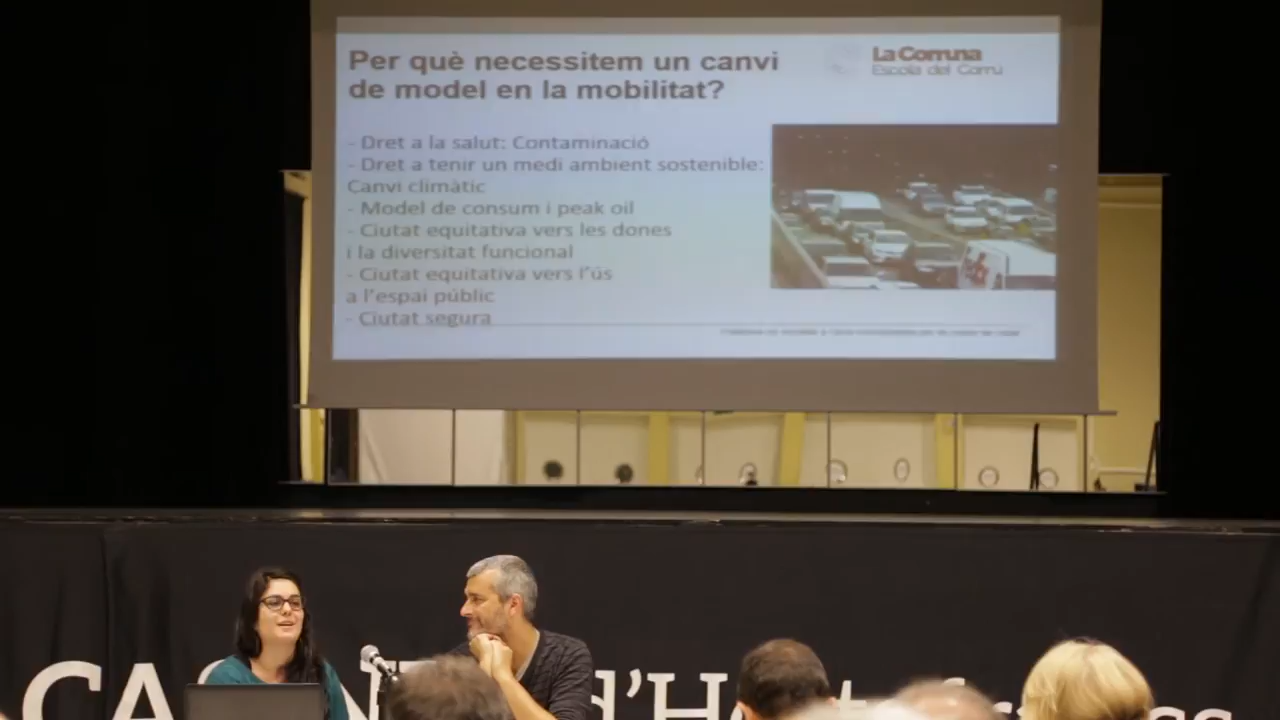 Per què necessitem un canvi
de model en la mobilitat?
La Comuna
Escola del Comú
- Dret a la salut: Contaminació
- Dret a tenir un medi ambient sostenible:
Canvi climàtic
- Model de consum i peak oil
- Ciutat equitativa vers les dones
i la diversitat funcional
- Ciutat equitativa vers l'ús
a l'espai públic
- Ciutat segura